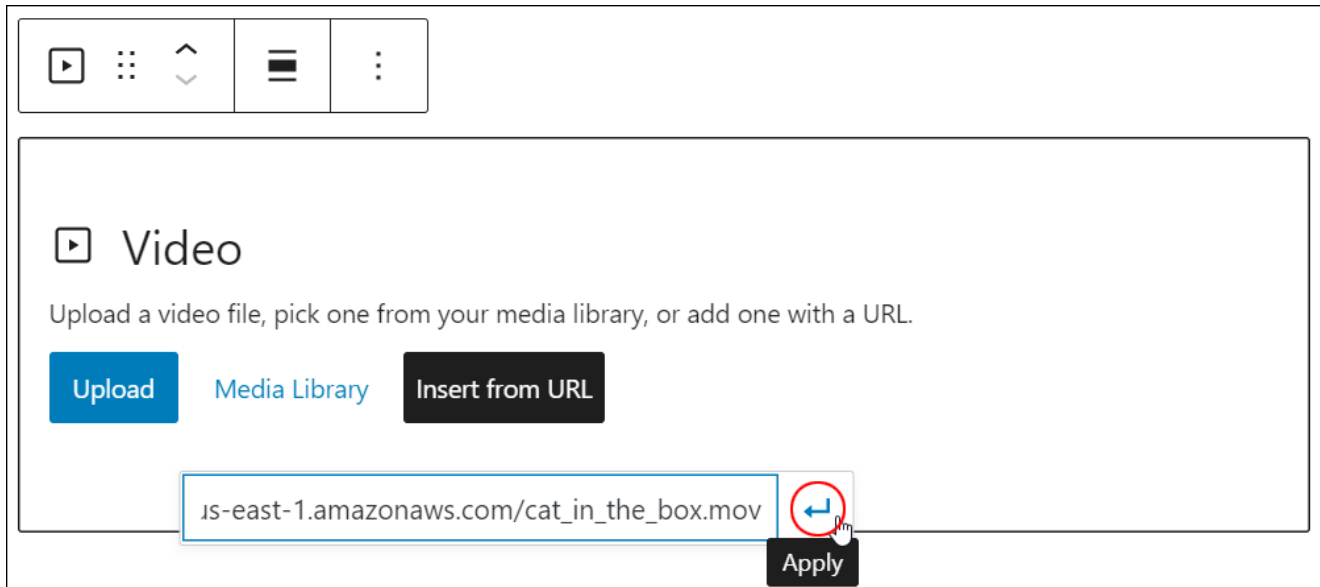 Video
Upload a video file, pick one from your media library, or add one with a URL.
Upload Media Library Insert from URL
us-east-1.amazonaws.com/cat_in_the_box.mov
Apply